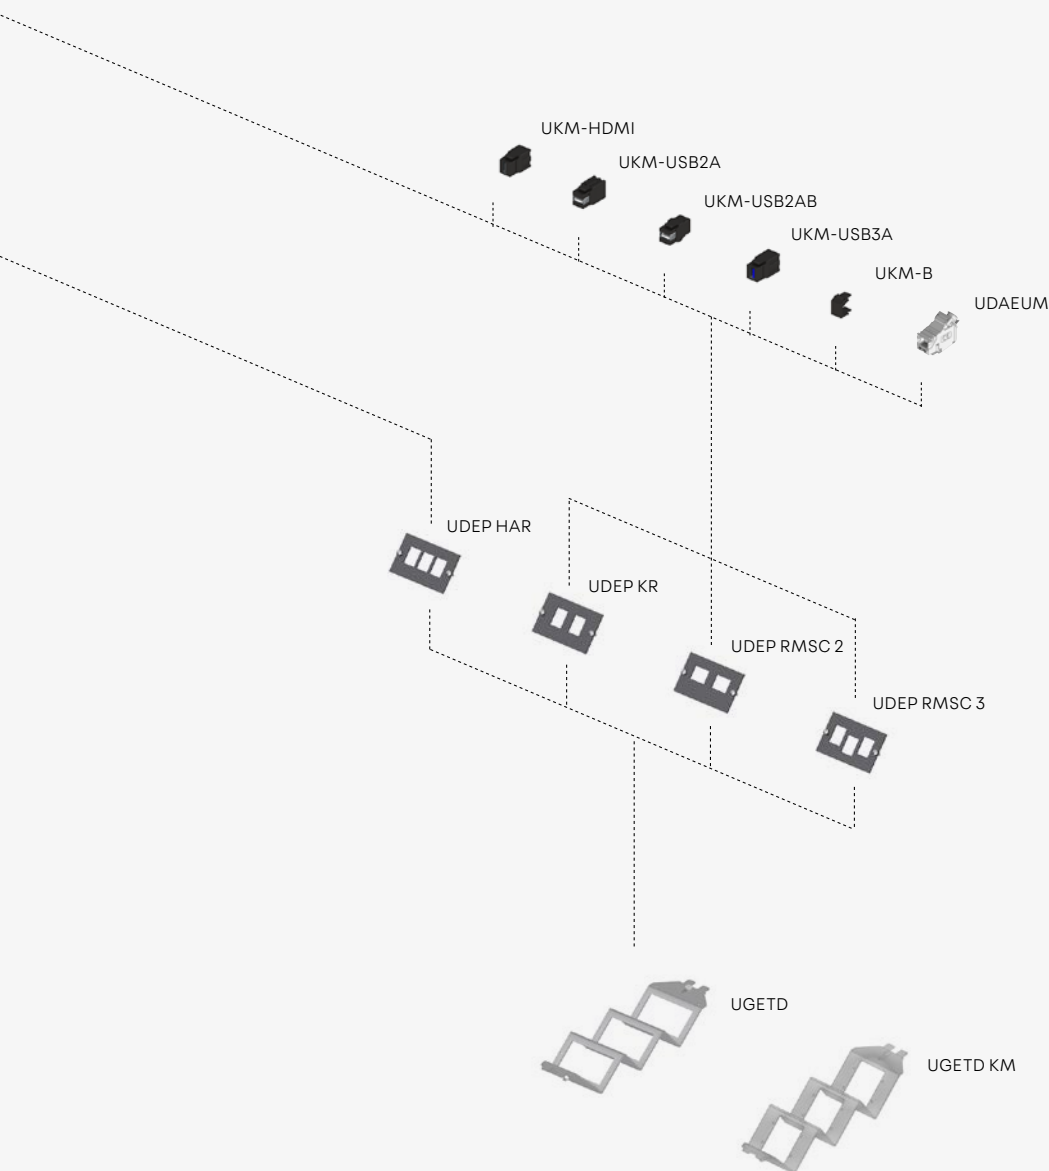 UKM-HDMI
UKM-USB2A
UKM-USB2AB
UKM-USB3A
UKM-B
UDAEUM
UDEP HAR
UDEP KR
UDEP RMSC 2
UDEP RMSC 3
UGETD
UGETD KM